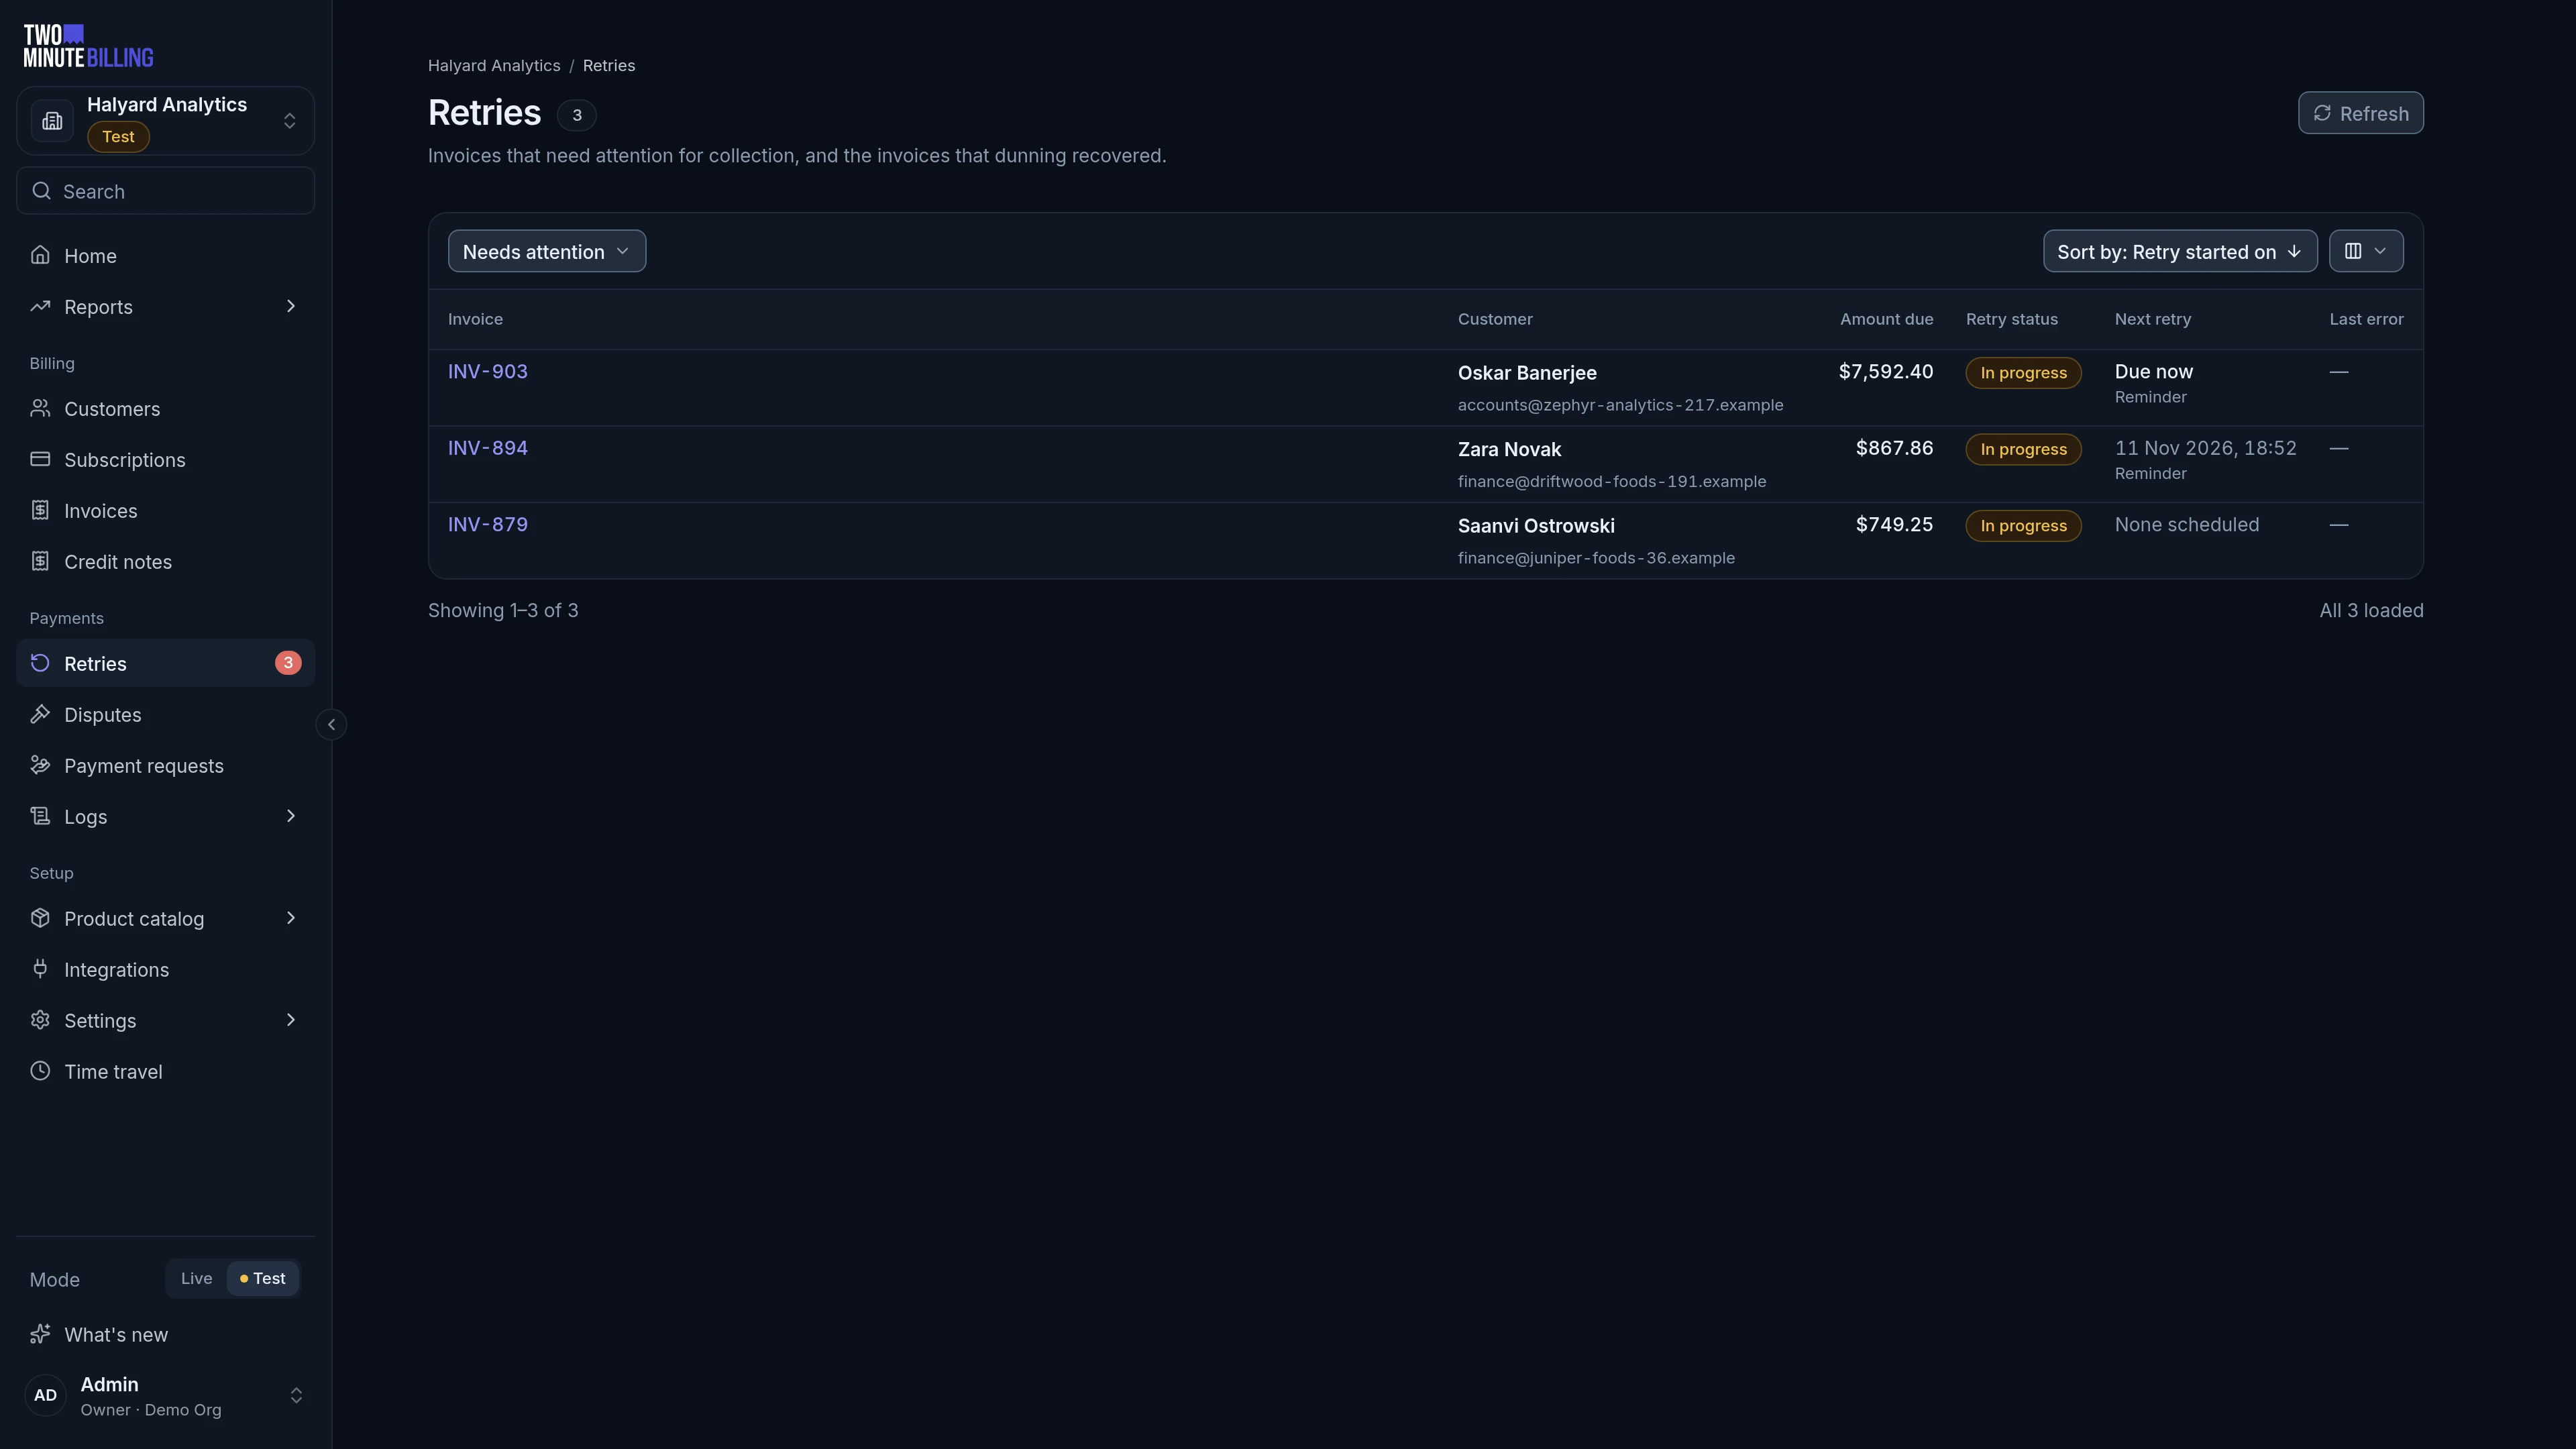 TWO
MINUTE BILLING
Halyard Analytics
Test
Search
Home
Reports
Billing
Customers
Subscriptions
Invoices
Credit notes
Payments
Retries 3
Disputes
Payment requests
Logs
Setup
Product catalog
Integrations
Settings
Time travel
Mode Live Test
What's new
AD Admin
Owner · Demo Org
Halyard Analytics / Retries
Retries 3
Refresh
Invoices that need attention for collection, and the invoices that dunning recovered.
Needs attention Sort by: Retry started on
Invoice Customer Amount due Retry status Next retry Last error
INV-903 Oskar Banerjee $7,592.40 In progress Due now —
accounts@zephyr-analytics-217.example Reminder
INV-894 Zara Novak $867.86 In progress 11 Nov 2026, 18:52 —
finance@driftwood-foods-191.example Reminder
INV-879 Saanvi Ostrowski $749.25 In progress None scheduled —
finance@juniper-foods-36.example
Showing 1–3 of 3 All 3 loaded